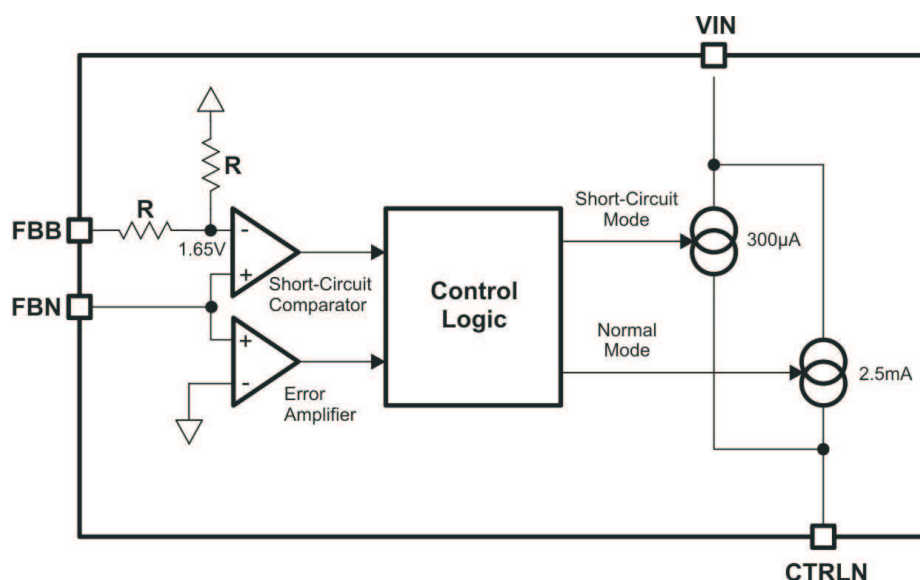 VIN
R
R
FBB
1.65V
-
+
Short-Circuit
Comparator
FBN
+
-
Error
Amplifier
Control
Logic
Short-Circuit
Mode
300µA
Normal
Mode
2.5mA
CTRLN